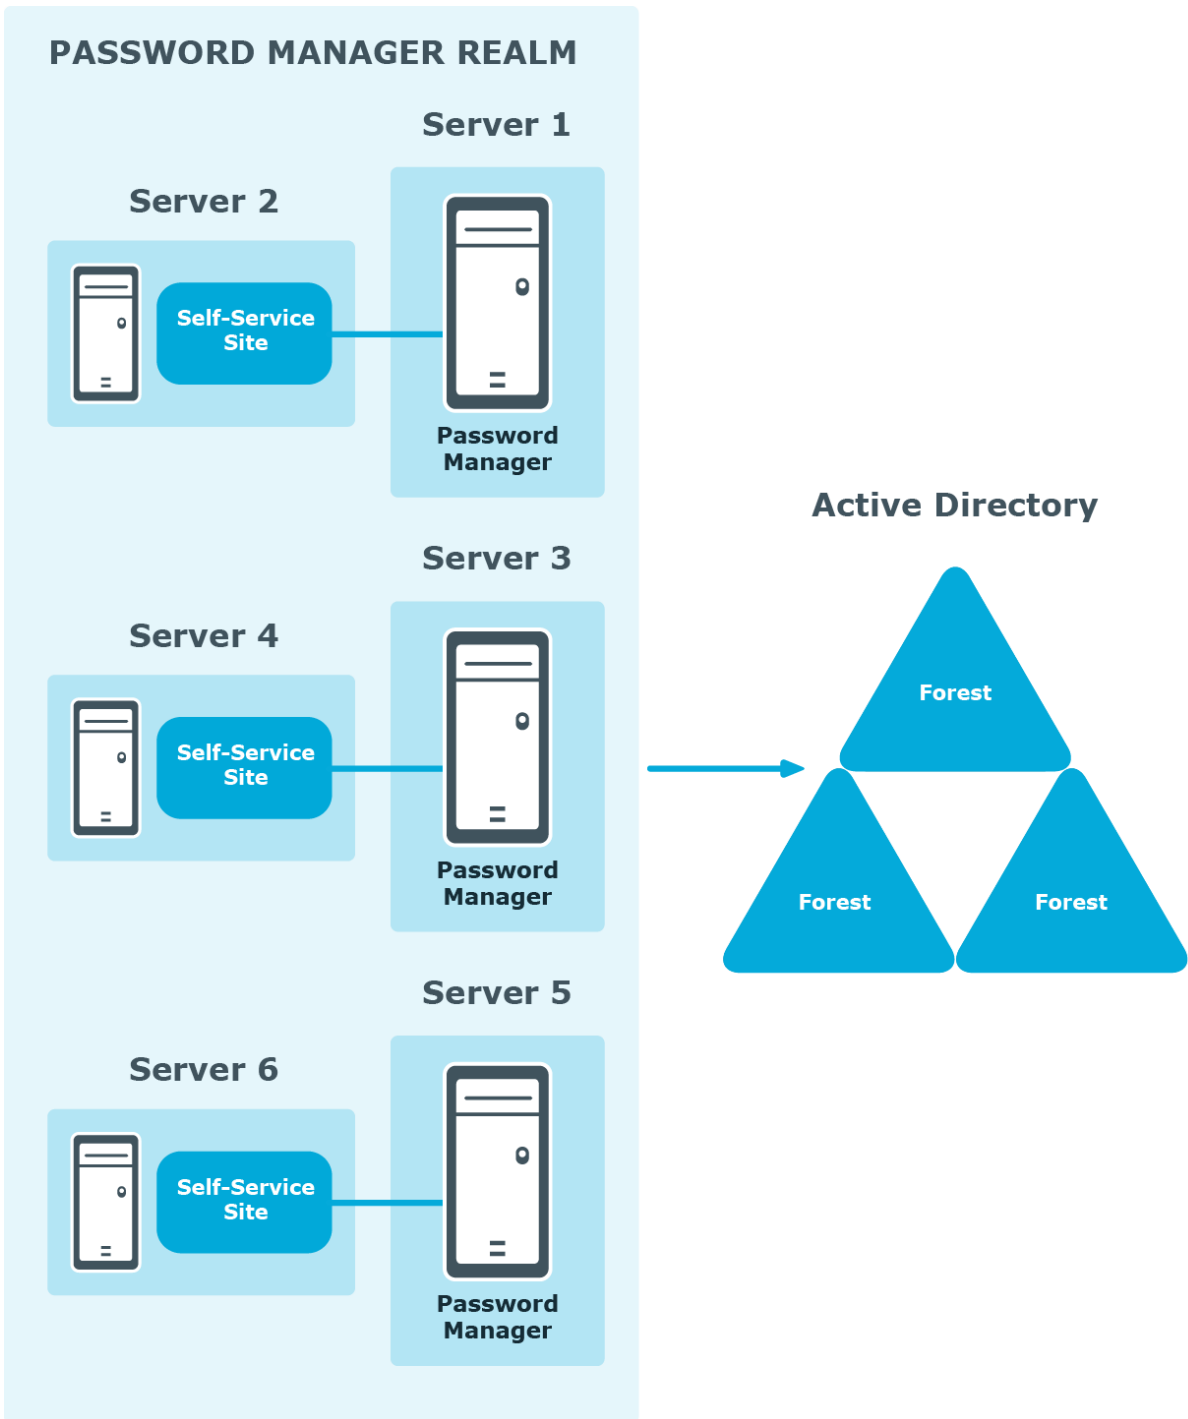 PASSWORD MANAGER REALM
Server 1
Server 2
Self-Service
Site
Password
Manager
Server 3
Server 4
Self-Service
Site
Password
Manager
Server 5
Server 6
Self-Service
Site
Password
Manager
Active Directory
Forest
Forest
Forest